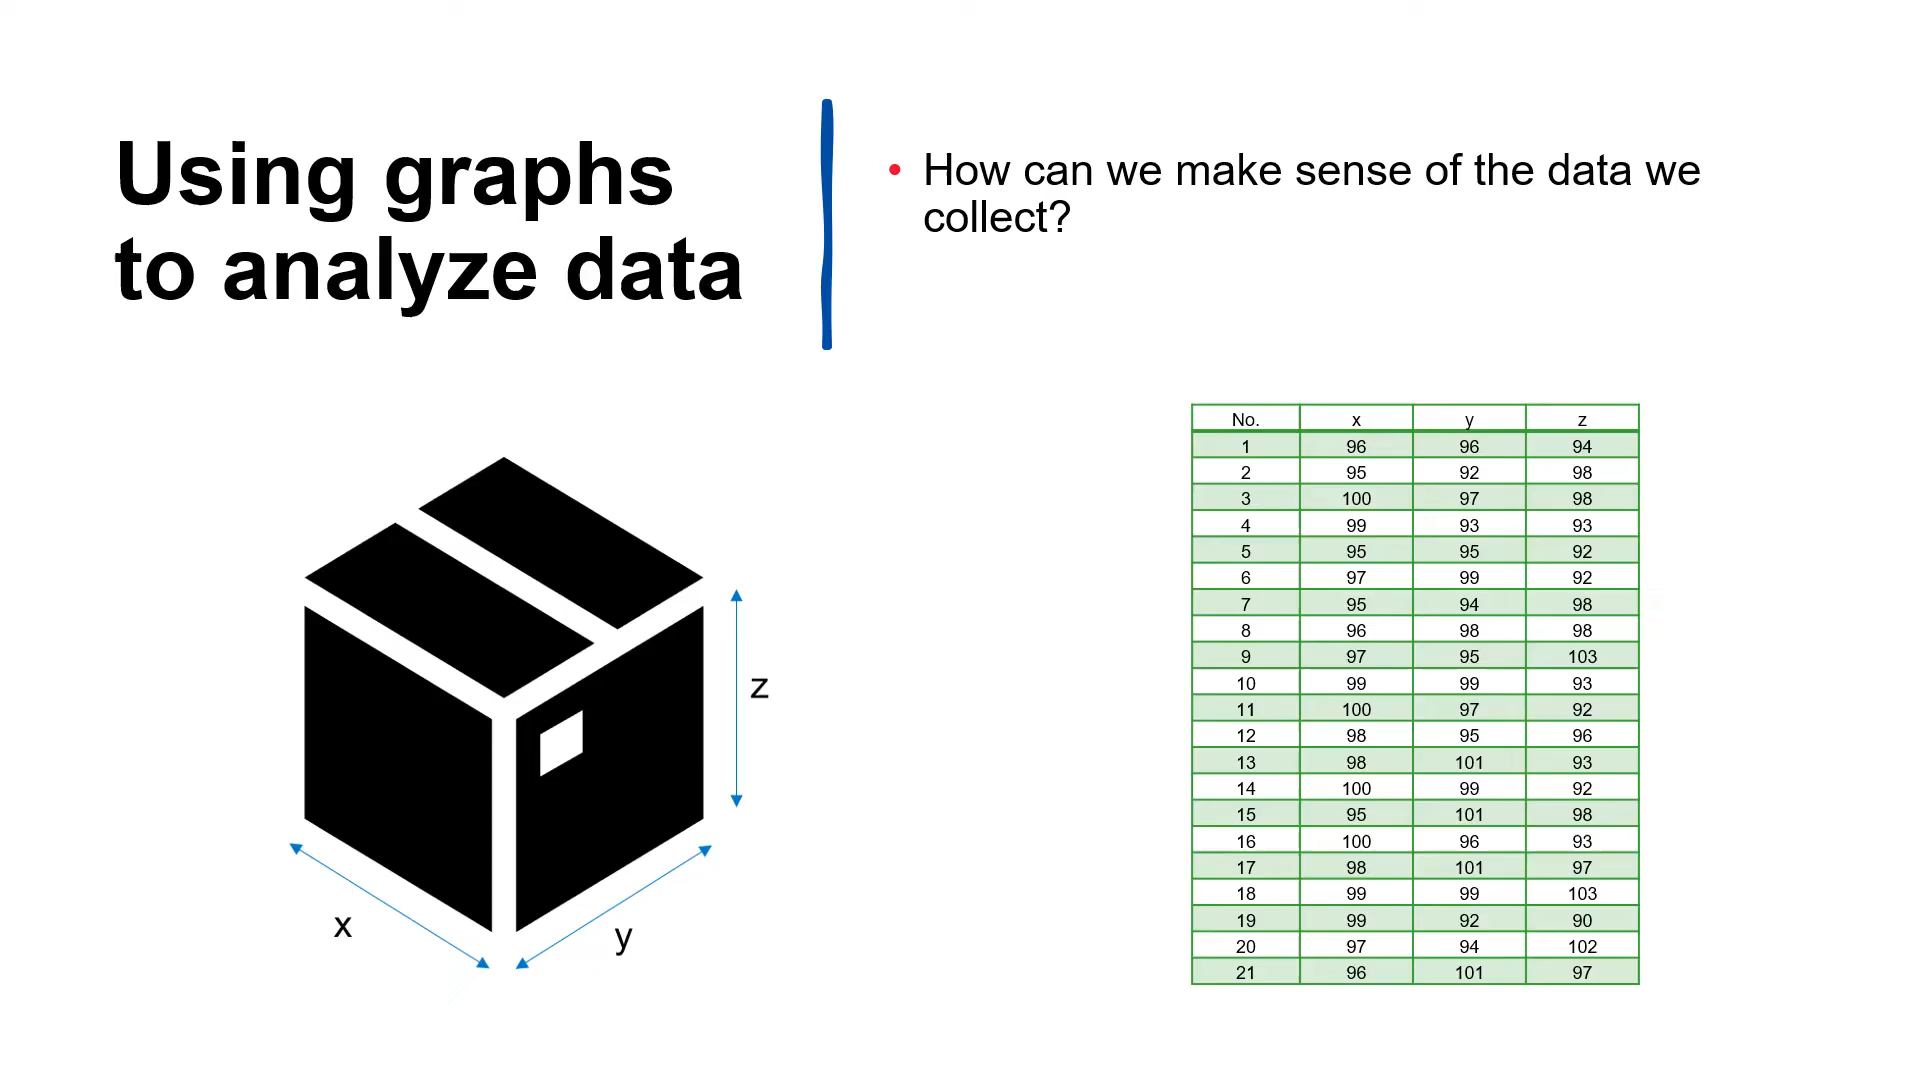 Using graphs
to analyze data
• How can we make sense of the data we
collect?
z
x
y
No. x y z
1 96 96 94
2 95 92 98
3 100 97 98
4 99 93 93
5 95 95 92
6 97 99 92
7 95 94 98
8 96 98 98
9 97 95 103
10 99 99 93
11 100 97 92
12 98 95 96
13 98 101 93
14 100 99 92
15 95 101 98
16 100 96 93
17 98 101 97
18 99 99 103
19 99 92 90
20 97 94 102
21 96 101 97